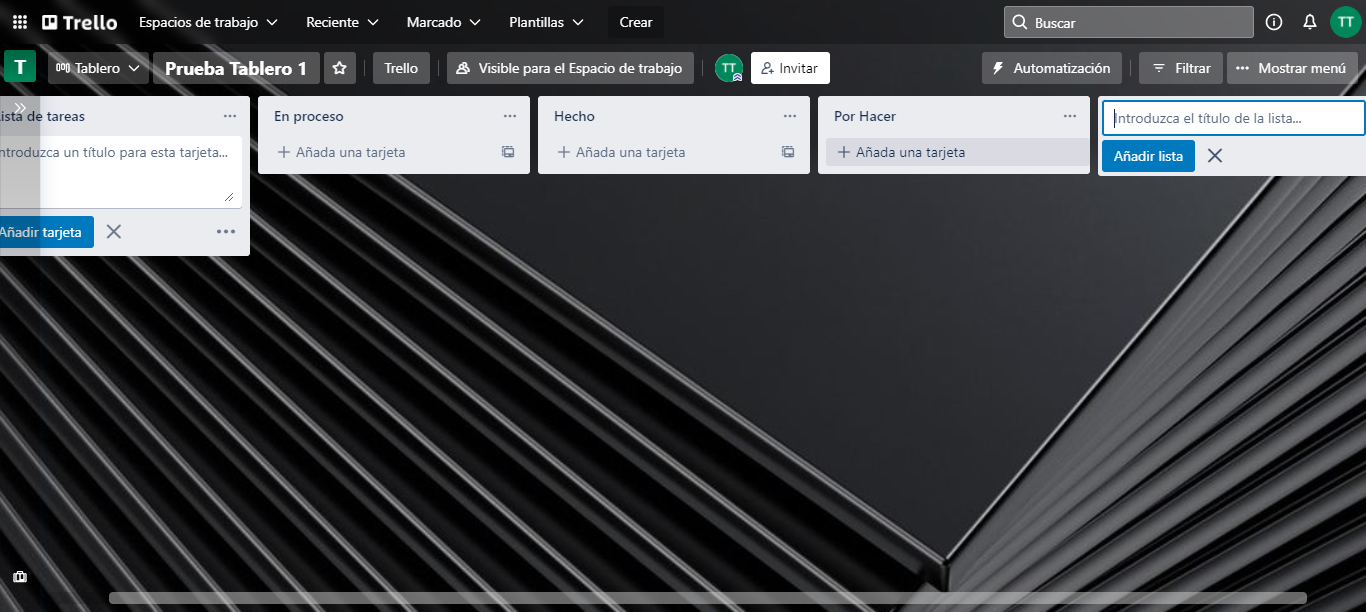 Trello
Espacios de trabajo
Reciente
Marcado
Plantillas
Crear
Buscar
TT
T
Tablero
Prueba Tablero 1
Trello
Visible para el Espacio de trabajo
TT
Invitar
Automatización
Filtrar
Mostrar menú
ista de tareas
En proceso
Hecho
Por Hacer
Introduzca el título de la lista...
ntroduzca un título para esta tarjeta...
Añada una tarjeta
Añada una tarjeta
Añada una tarjeta
Añadir lista
Añadir tarjeta